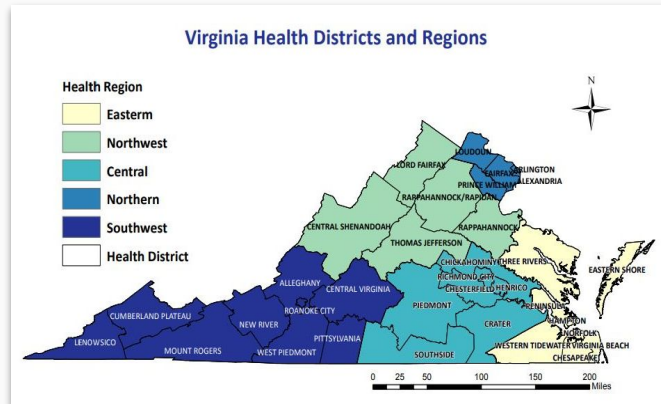 Virginia Health Districts and Regions
Health Region
Easterm
Northwest
Central
Northern
Southwest
Health District
N
LOUDOUN
LORD FAIRFAX
FAIRFAX
ARLINGTON
ALEXANDRIA
PRINCE WILLIAM
RAPPAHANNOCK/RAPIDAN
CENTRAL SHENANDOAH
RAPPAHANNOCK
THOMAS JEFFERSON
CHICKAHOMINY
THREE RIVERS
EASTERN SHORE
ALLEGHANY
RICHMOND CITY
CENTRAL VIRGINIA
CHESTERFIELD
HENRICO
ROANOKE CITY
PIEDMONT
PENINSULA
CUMBERLAND PLATEAU
NEW RIVER
CRATER
HAMPTON
NORFOLK
PITTSYLVANIA
LENOWSICO
MOUNT ROGERS
WEST PIEDMONT
SOUTHSIDE
WESTERN TIDEWATER
VIRGINIA BEACH
CHESAPEAKE
0 25 50 100 150 200
Miles